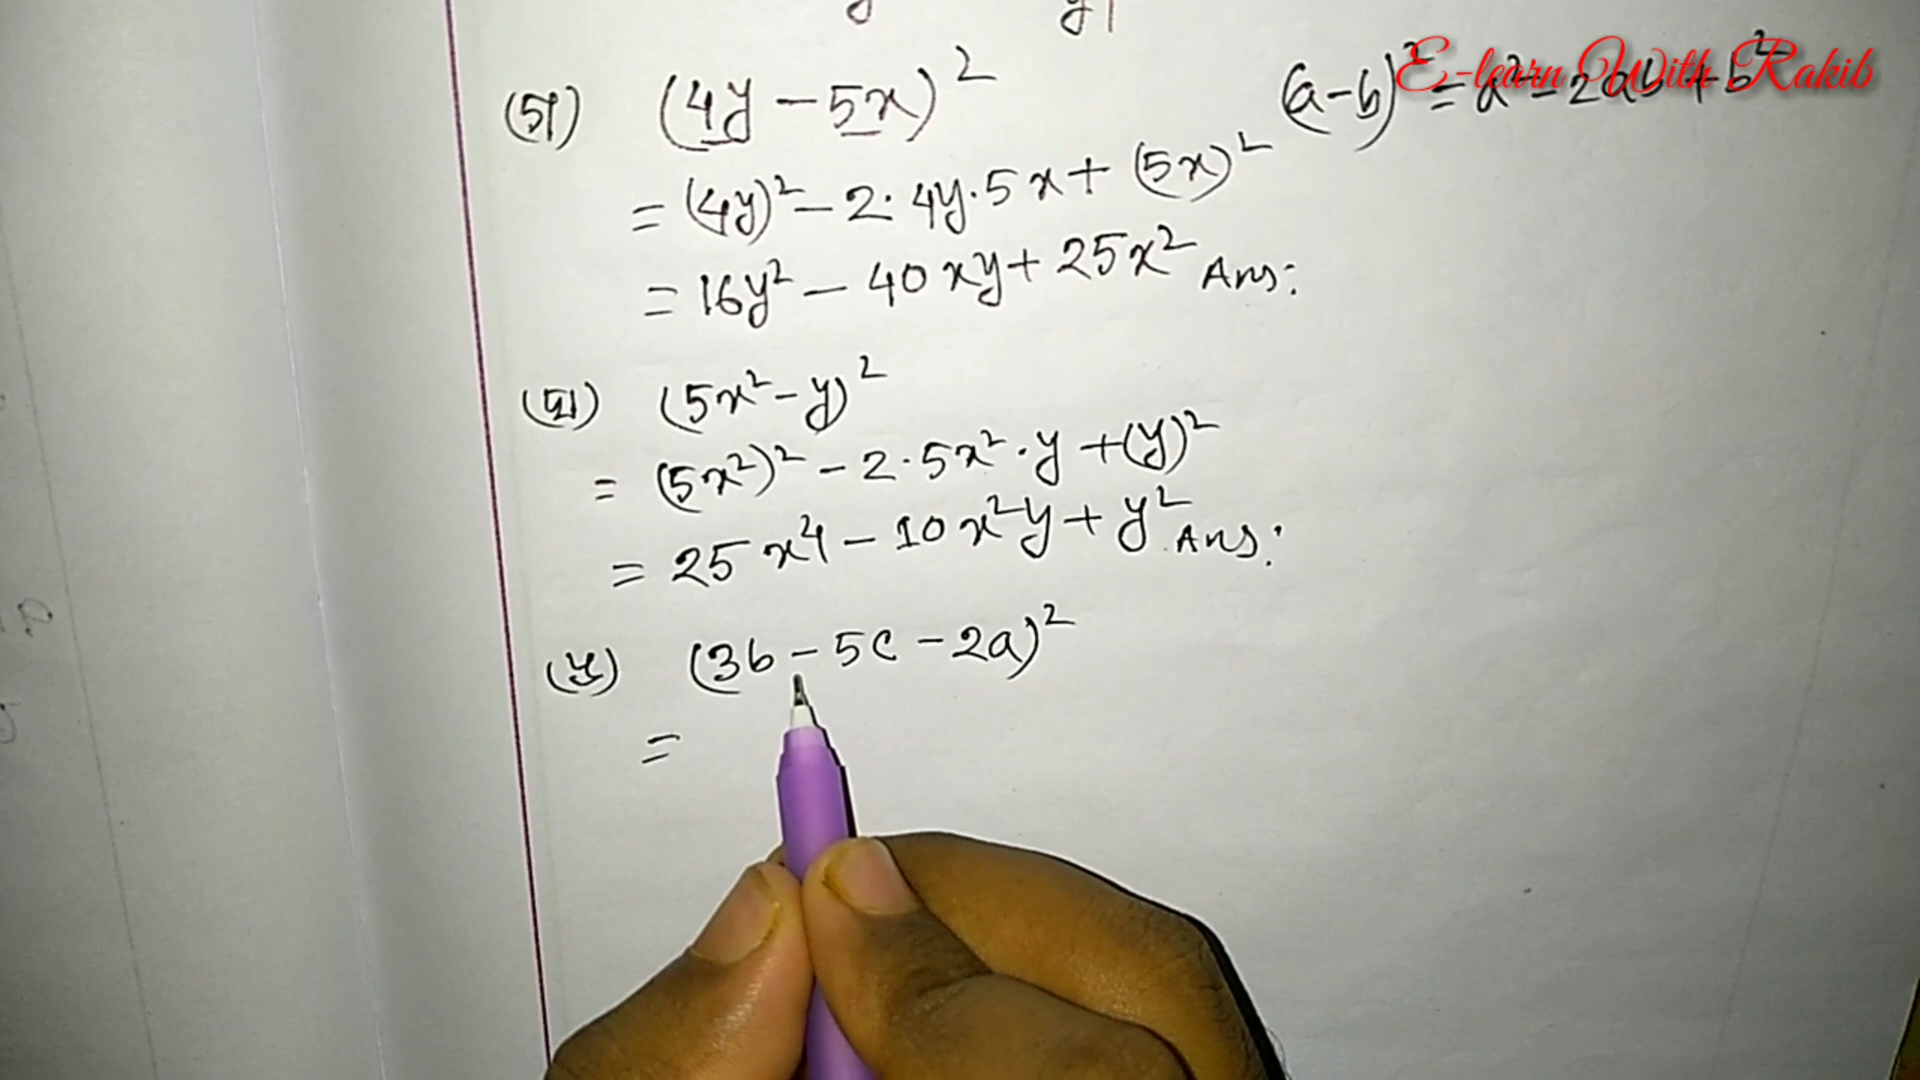 (গ) (4y - 5x)²
(a-b)² = a² - 2ab + b²
E-learn With Rakib
= (4y)² - 2·4y·5x + (5x)²
= 16y² - 40xy + 25x² Ans:
(ঘ) (5x² - y)²
= (5x²)² - 2·5x²·y + (y)²
= 25x⁴ - 10x²y + y² Ans:
(3b - 5c - 2a)²
=